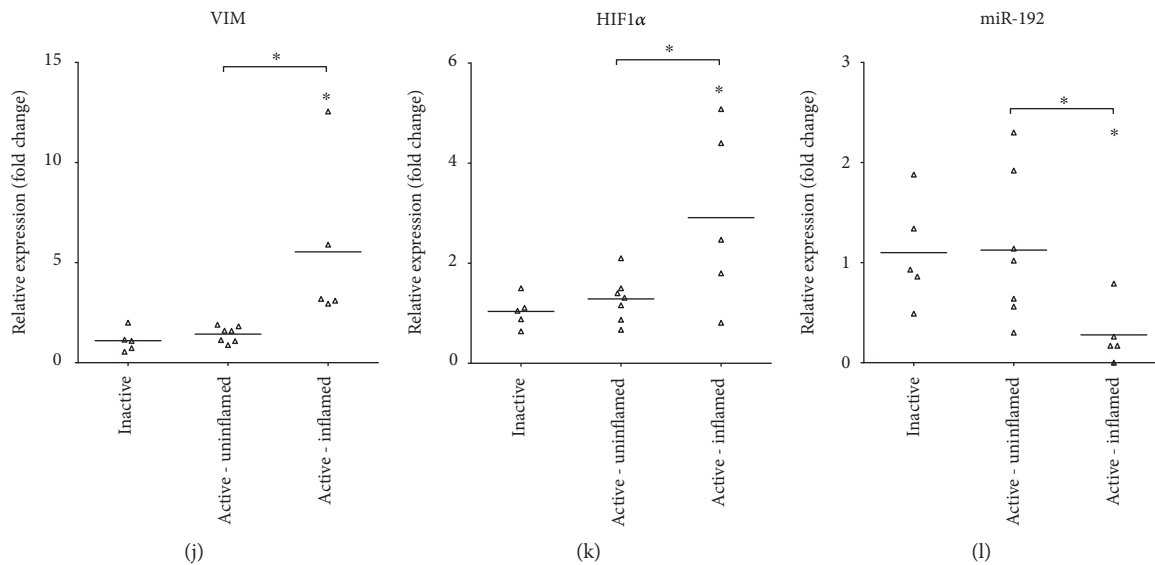 VIM
Relative expression (fold change)
15
10
5
0
*
*
Inactive
Active - uninflamed
Active - inflamed
(j)
HIF1α
Relative expression (fold change)
6
4
2
0
*
*
Inactive
Active - uninflamed
Active - inflamed
(k)
miR-192
Relative expression (fold change)
3
2
1
0
*
*
Inactive
Active - uninflamed
Active - inflamed
(l)